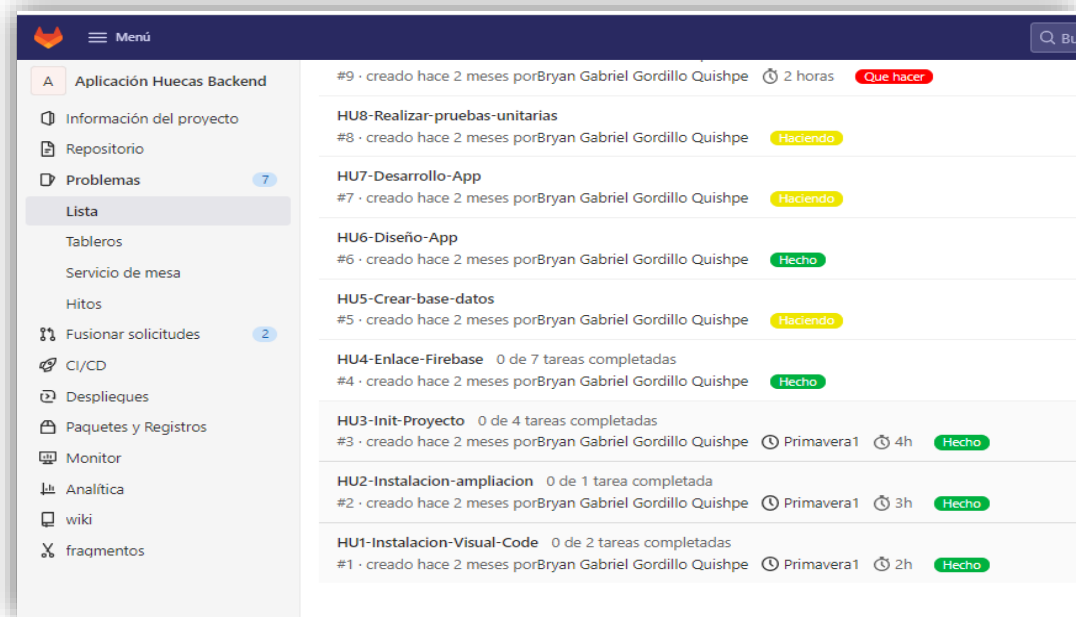 Menú
Bu
A Aplicación Huecas Backend
Información del proyecto
Repositorio
Problemas 7
Lista
Tableros
Servicio de mesa
Hitos
Fusionar solicitudes 2
CI/CD
Despliegues
Paquetes y Registros
Monitor
Analítica
wiki
fragmentos
#9 · creado hace 2 meses porBryan Gabriel Gordillo Quishpe 2 horas Que hacer
HU8-Realizar-pruebas-unitarias
#8 · creado hace 2 meses porBryan Gabriel Gordillo Quishpe Haciendo
HU7-Desarrollo-App
#7 · creado hace 2 meses porBryan Gabriel Gordillo Quishpe Haciendo
HU6-Diseño-App
#6 · creado hace 2 meses porBryan Gabriel Gordillo Quishpe Hecho
HU5-Crear-base-datos
#5 · creado hace 2 meses porBryan Gabriel Gordillo Quishpe Haciendo
HU4-Enlace-Firebase 0 de 7 tareas completadas
#4 · creado hace 2 meses porBryan Gabriel Gordillo Quishpe Hecho
HU3-Init-Proyecto 0 de 4 tareas completadas
#3 · creado hace 2 meses porBryan Gabriel Gordillo Quishpe Primavera1 4h Hecho
HU2-Instalacion-ampliacion 0 de 1 tarea completada
#2 · creado hace 2 meses porBryan Gabriel Gordillo Quishpe Primavera1 3h Hecho
HU1-Instalacion-Visual-Code 0 de 2 tareas completadas
#1 · creado hace 2 meses porBryan Gabriel Gordillo Quishpe Primavera1 2h Hecho